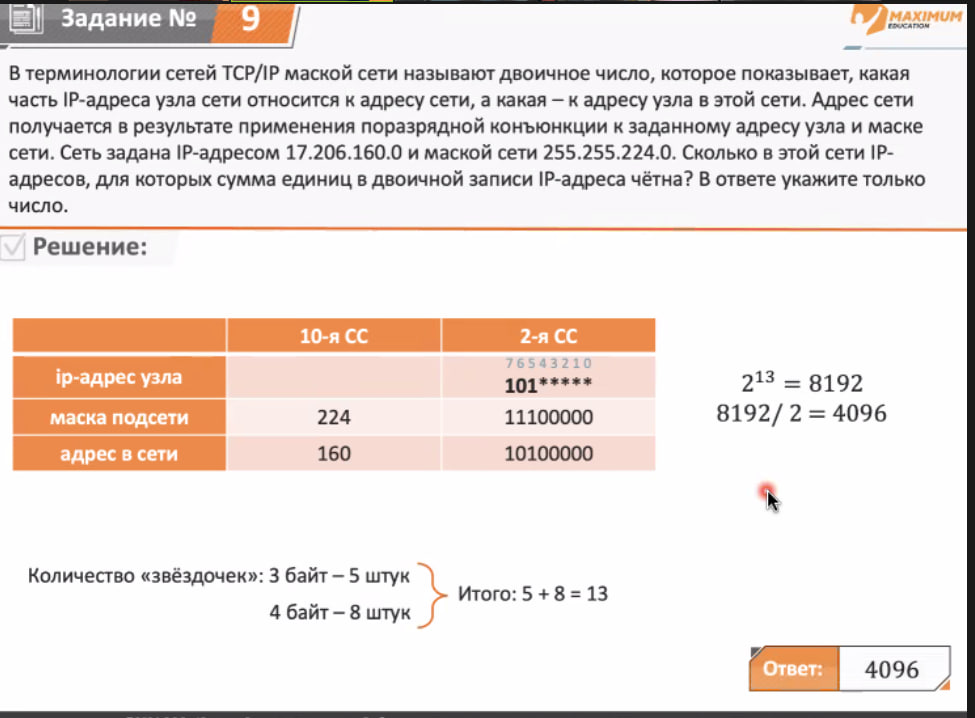 Задание № 9
MAXIMUM
EDUCATION
В терминологии сетей TCP/IP маской сети называют двоичное число, которое показывает, какая
часть IP-адреса узла сети относится к адресу сети, а какая – к адресу узла в этой сети. Адрес сети
получается в результате применения поразрядной конъюнкции к заданному адресу узла и маске
сети. Сеть задана IP-адресом 17.206.160.0 и маской сети 255.255.224.0. Сколько в этой сети IP-
адресов, для которых сумма единиц в двоичной записи IP-адреса чётна? В ответе укажите только
число.
Решение:
10-я СС 2-я СС
7 6 5 4 3 2 1 0
ip-адрес узла 101*****
маска подсети 224 11100000
адрес в сети 160 10100000
2¹³ = 8192
8192/ 2 = 4096
Количество «звёздочек»: 3 байт – 5 штук
4 байт – 8 штук
Итого: 5 + 8 = 13
Ответ: 4096